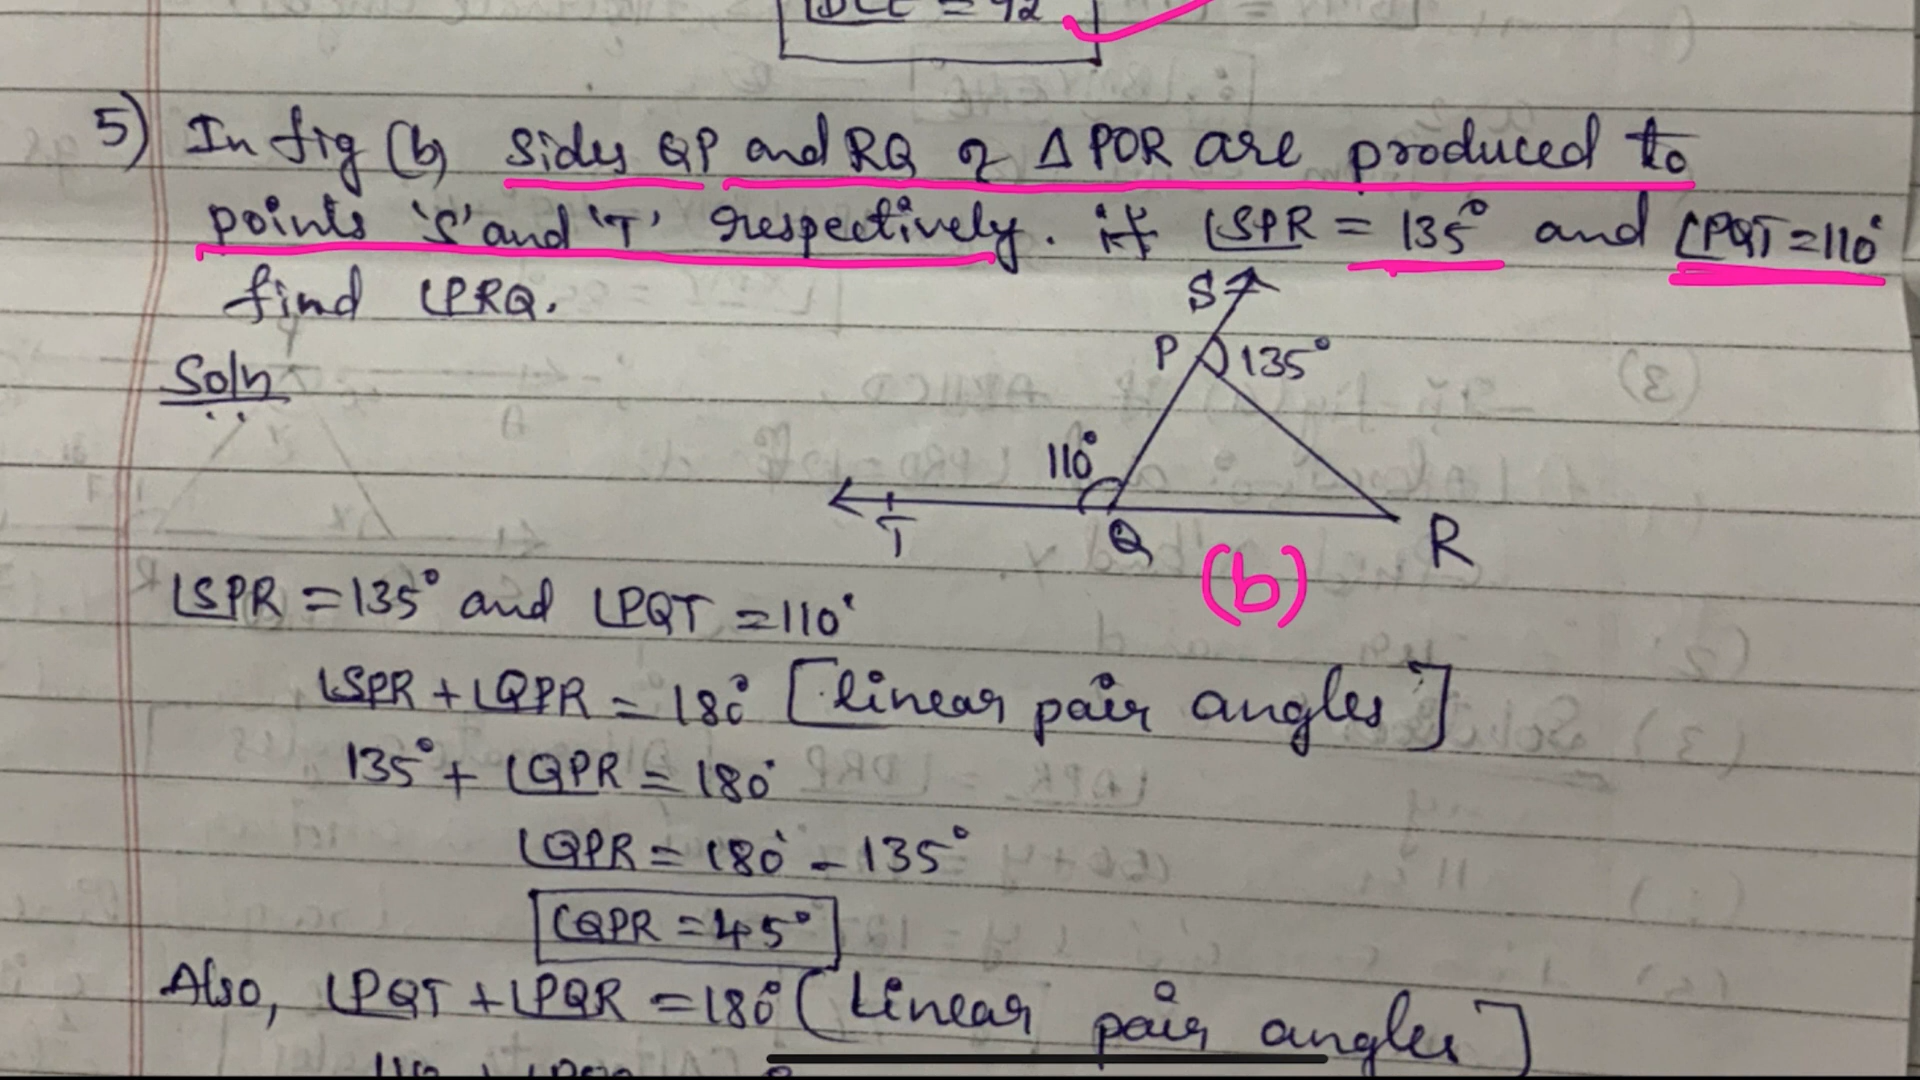 5) In fig (b) sides QP and RQ of Δ PQR are produced to
points 'S' and 'T' respectively. if ∠SPR = 135° and ∠PQT = 110°
find ∠PRQ.
S
P 135°
Soln
110°
T Q R
(b)
∠SPR = 135° and ∠PQT = 110°
∠SPR + ∠QPR = 180° [linear pair angles]
135° + ∠QPR = 180°
∠QPR = 180° - 135°
∠QPR = 45°
Also, ∠PQT + ∠PQR = 180° (Linear pair angles]